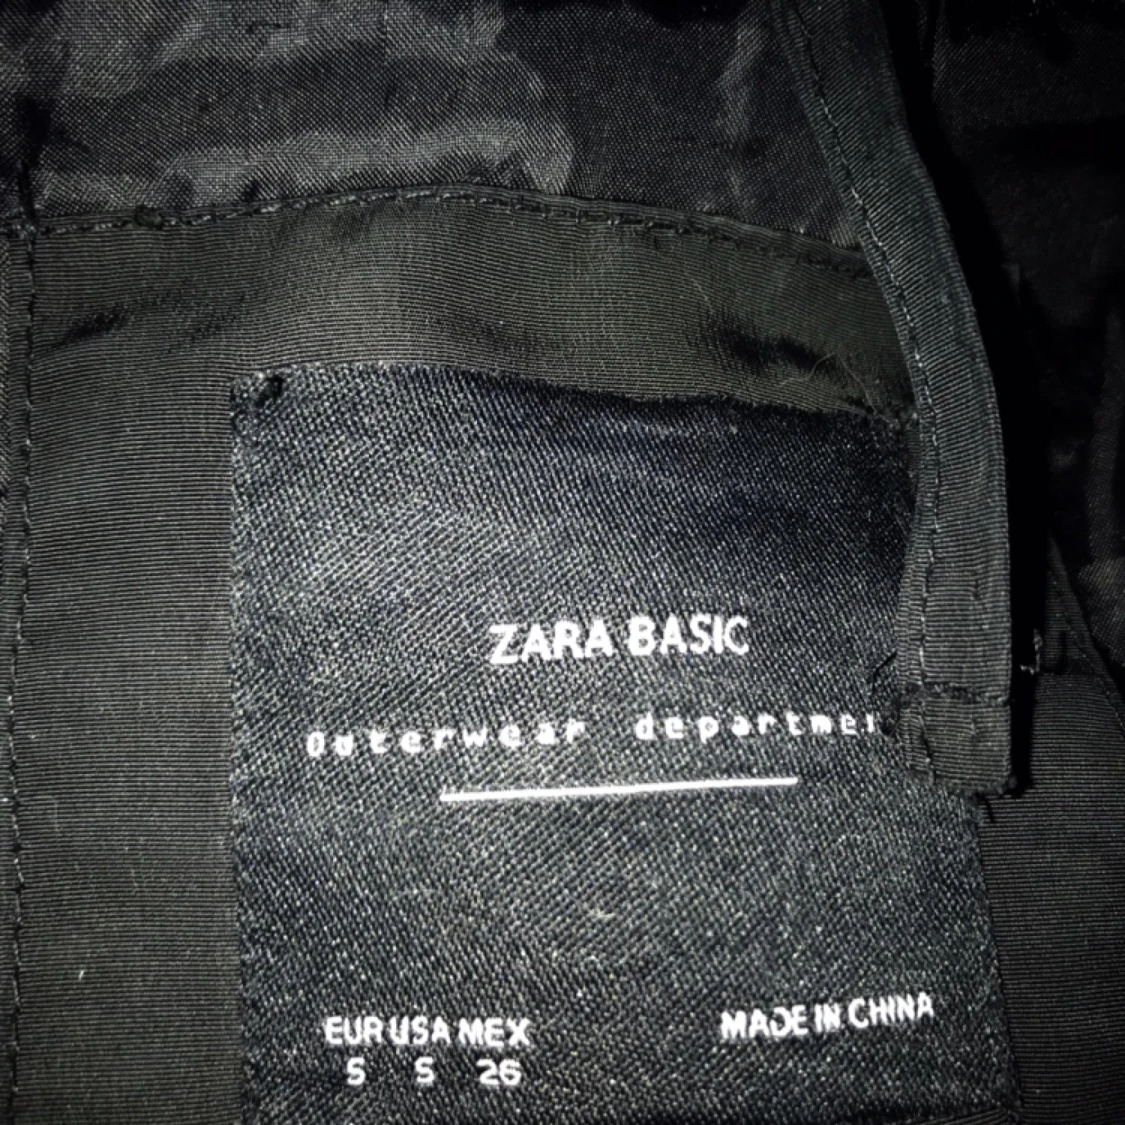 ZARA BASIC
Outerwear departme
EUR USA MEX
S S 26
MADE IN CHINA